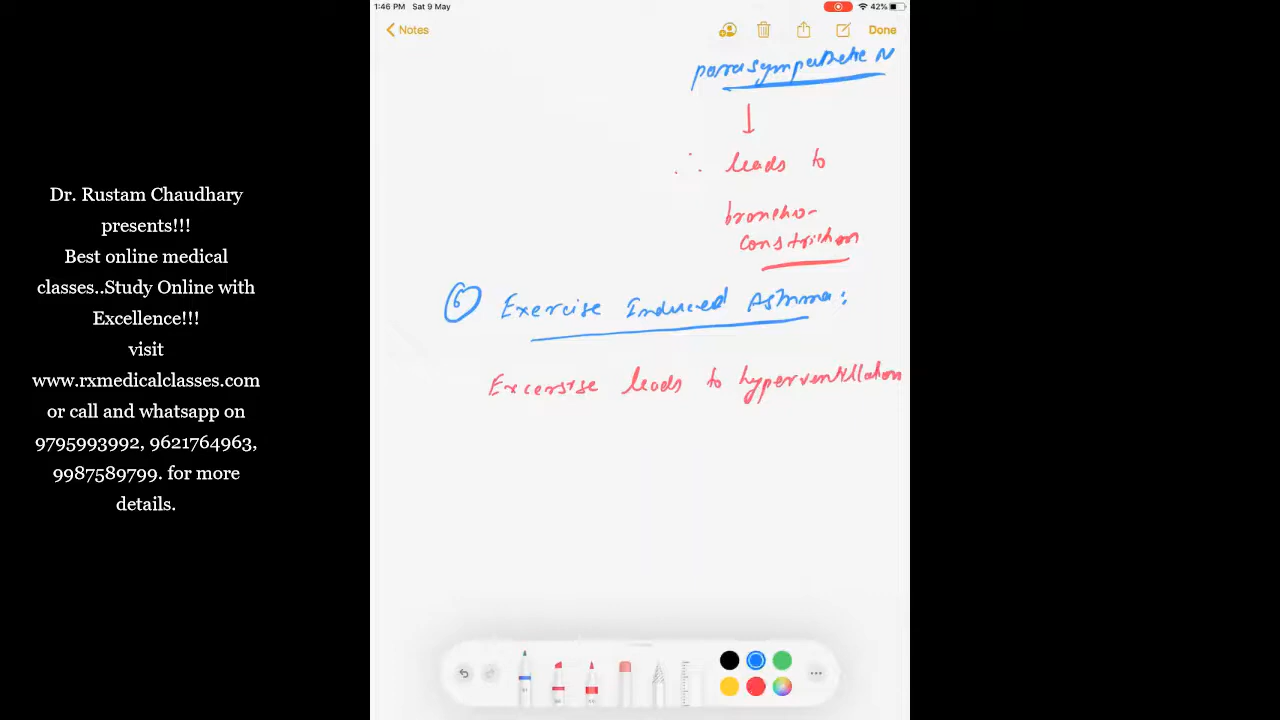 1:46 PM Sat 9 May
42%
Notes
Done
parasympathetic N
∴ leads to
broncho-
constriction
6 Exercise Induced Asthma:
Excersise leads to hyperventillation
Dr. Rustam Chaudhary
presents!!!
Best online medical
classes..Study Online with
Excellence!!!
visit
www.rxmedicalclasses.com
or call and whatsapp on
9795993992, 9621764963,
9987589799. for more
details.